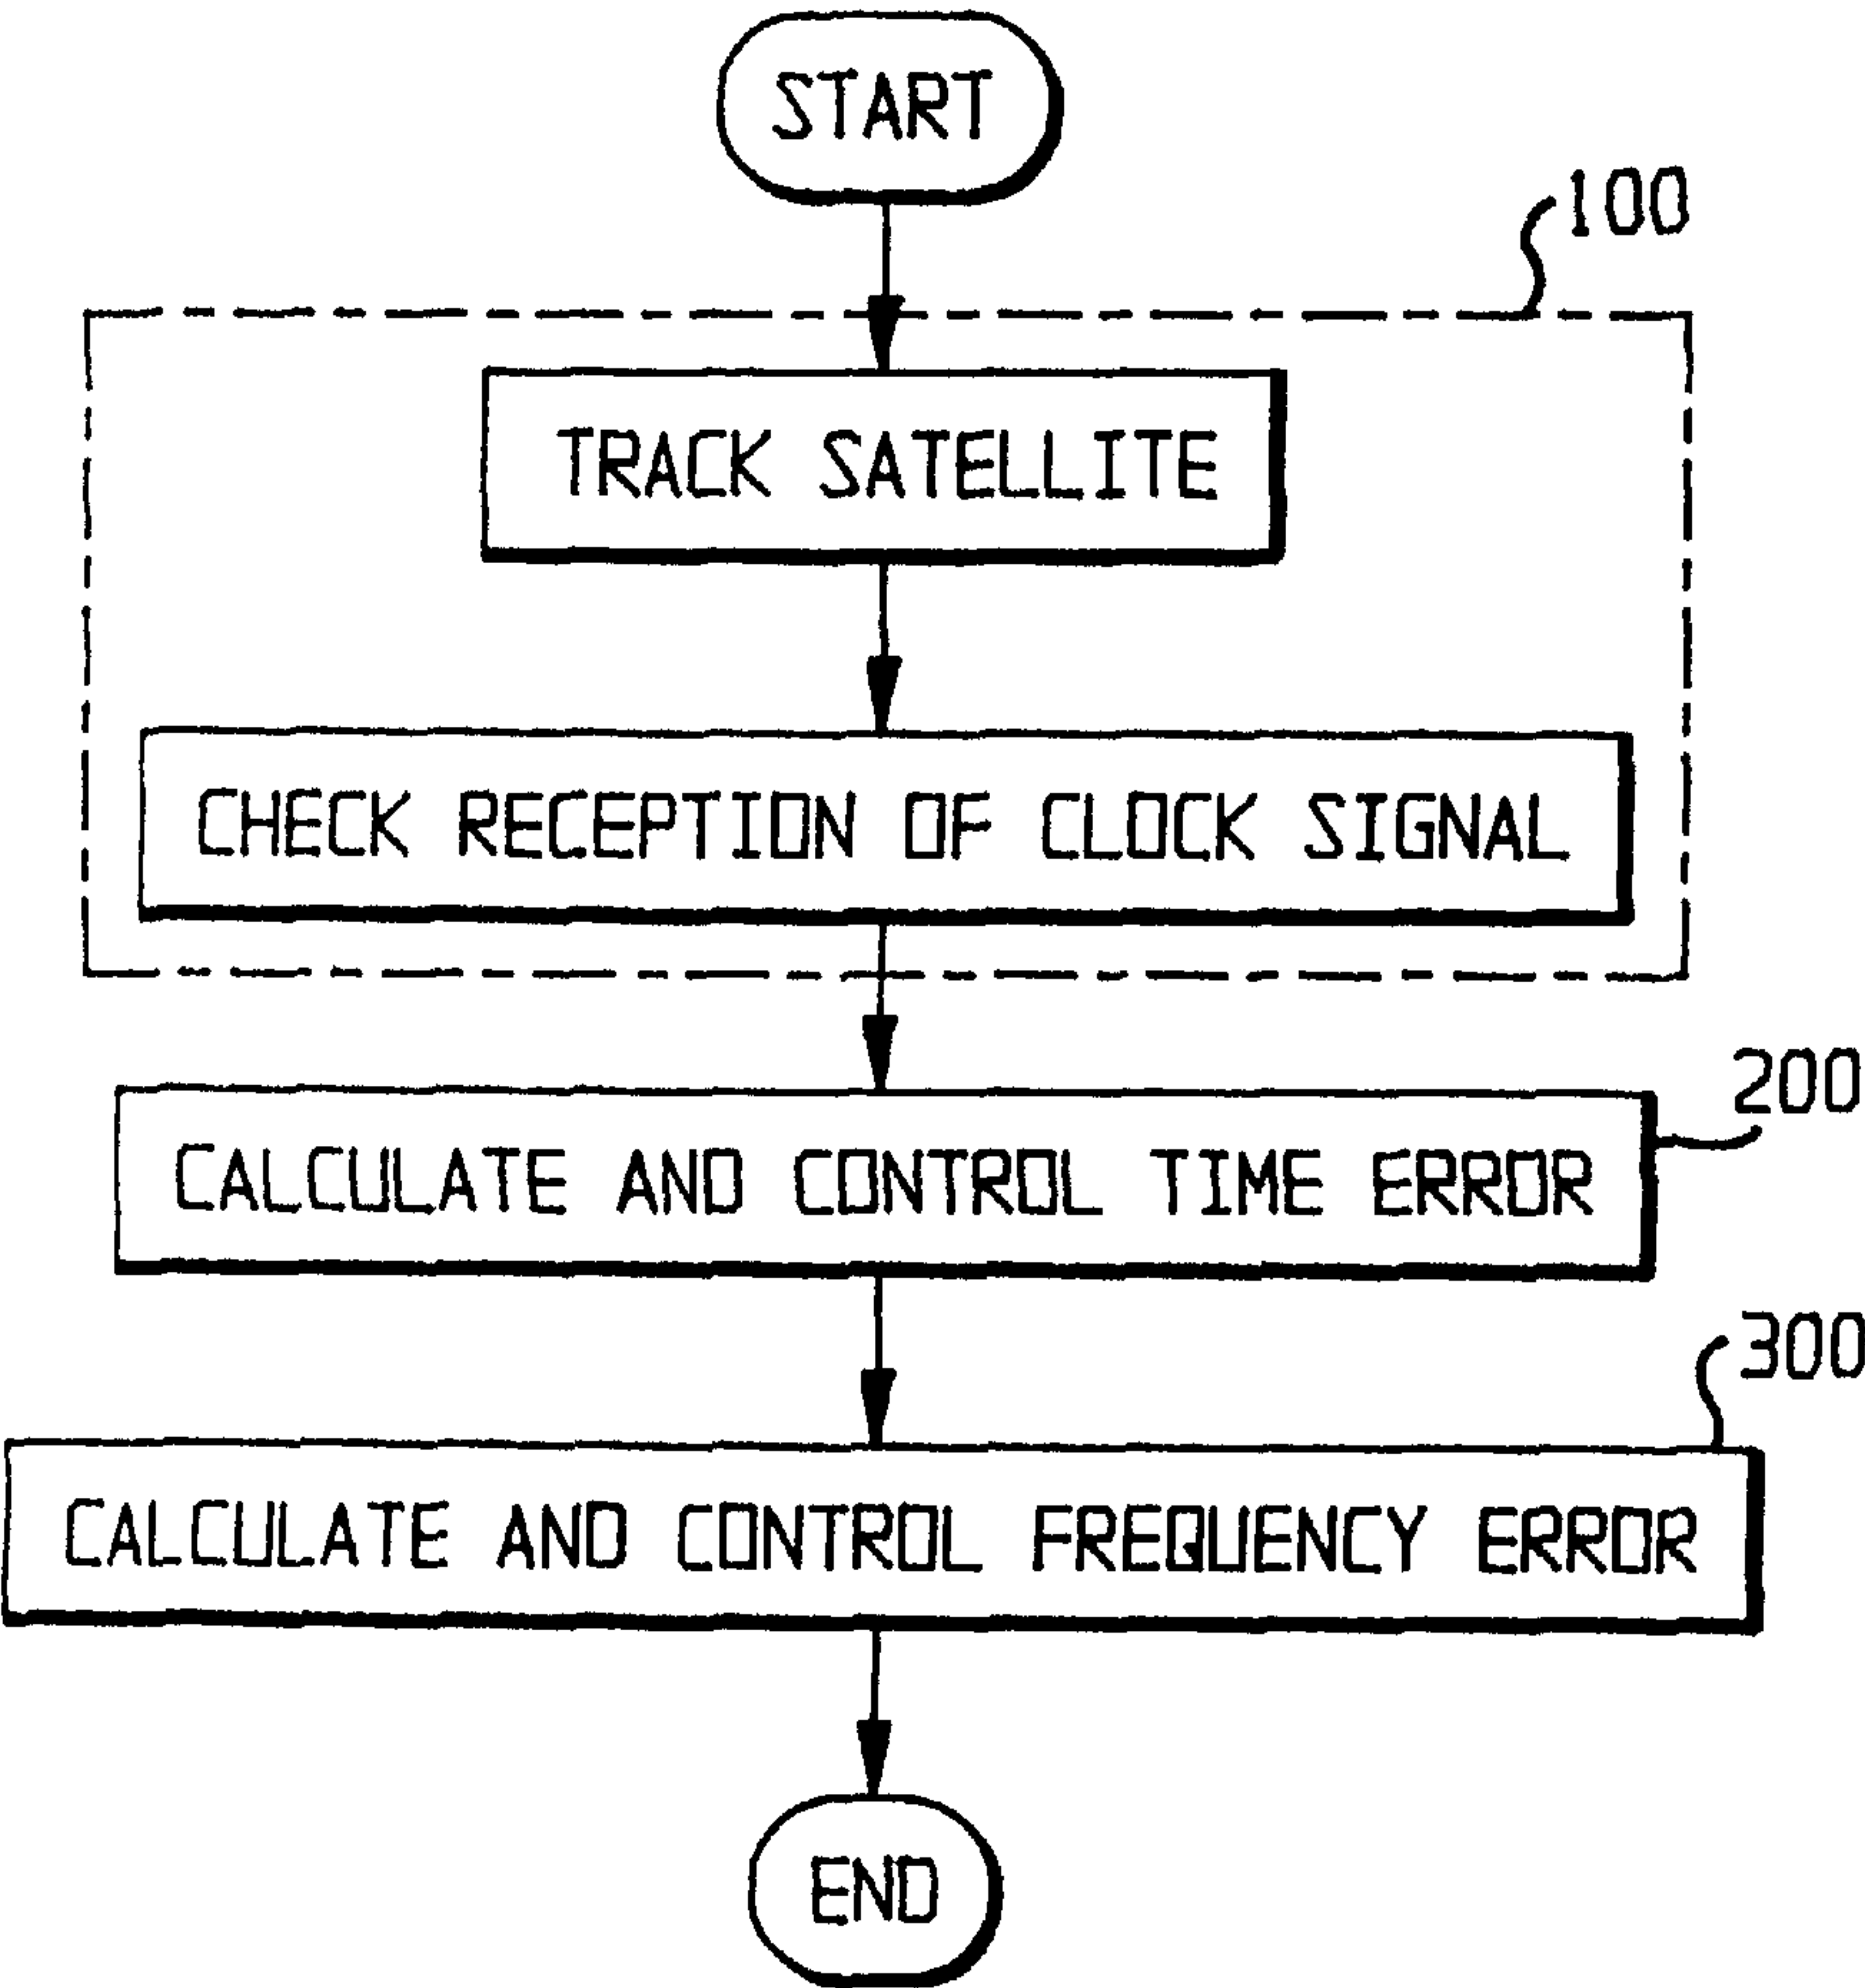 START
100
TRACK SATELLITE
CHECK RECEPTION OF CLOCK SIGNAL
200
CALCULATE AND CONTROL TIME ERROR
300
CALCULATE AND CONTROL FREQUENCY ERROR
END